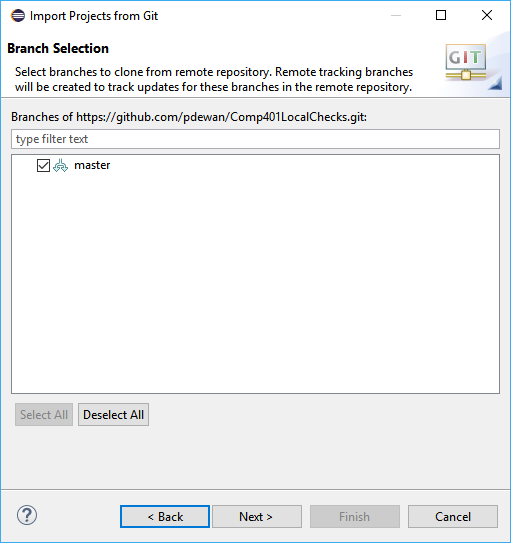 Import Projects from Git
Branch Selection
Select branches to clone from remote repository. Remote tracking branches
will be created to track updates for these branches in the remote repository.
GIT
Branches of https://github.com/pdewan/Comp401LocalChecks.git:
type filter text
master
Select All
Deselect All
?
< Back
Next >
Finish
Cancel